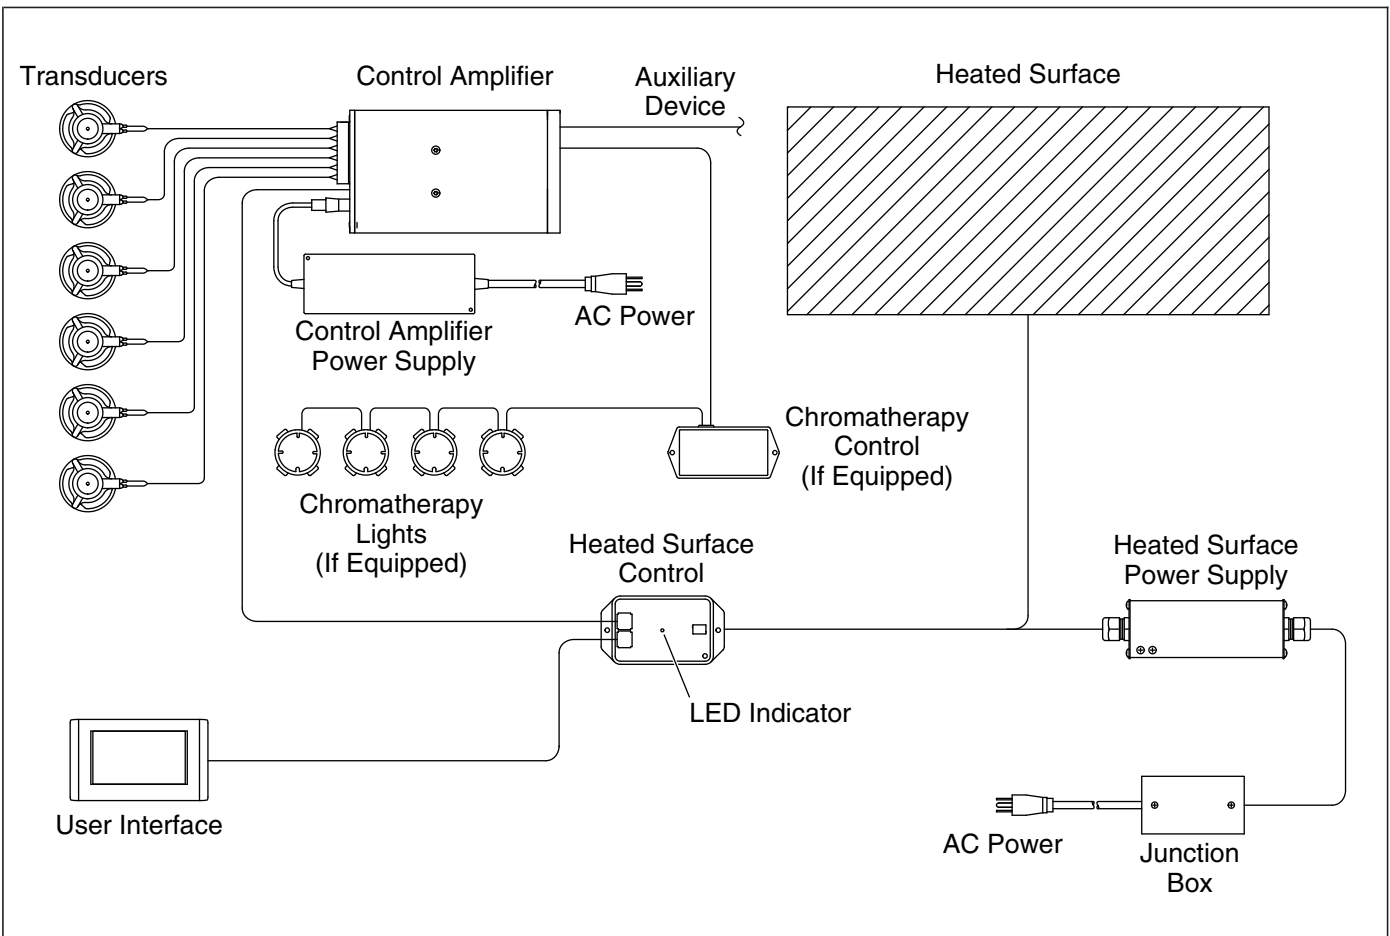 Transducers
Control Amplifier
Auxiliary
Device
Heated Surface
Control Amplifier
Power Supply
AC Power
Chromatherapy
Lights
(If Equipped)
Chromatherapy
Control
(If Equipped)
Heated Surface
Control
Heated Surface
Power Supply
LED Indicator
User Interface
AC Power
Junction
Box